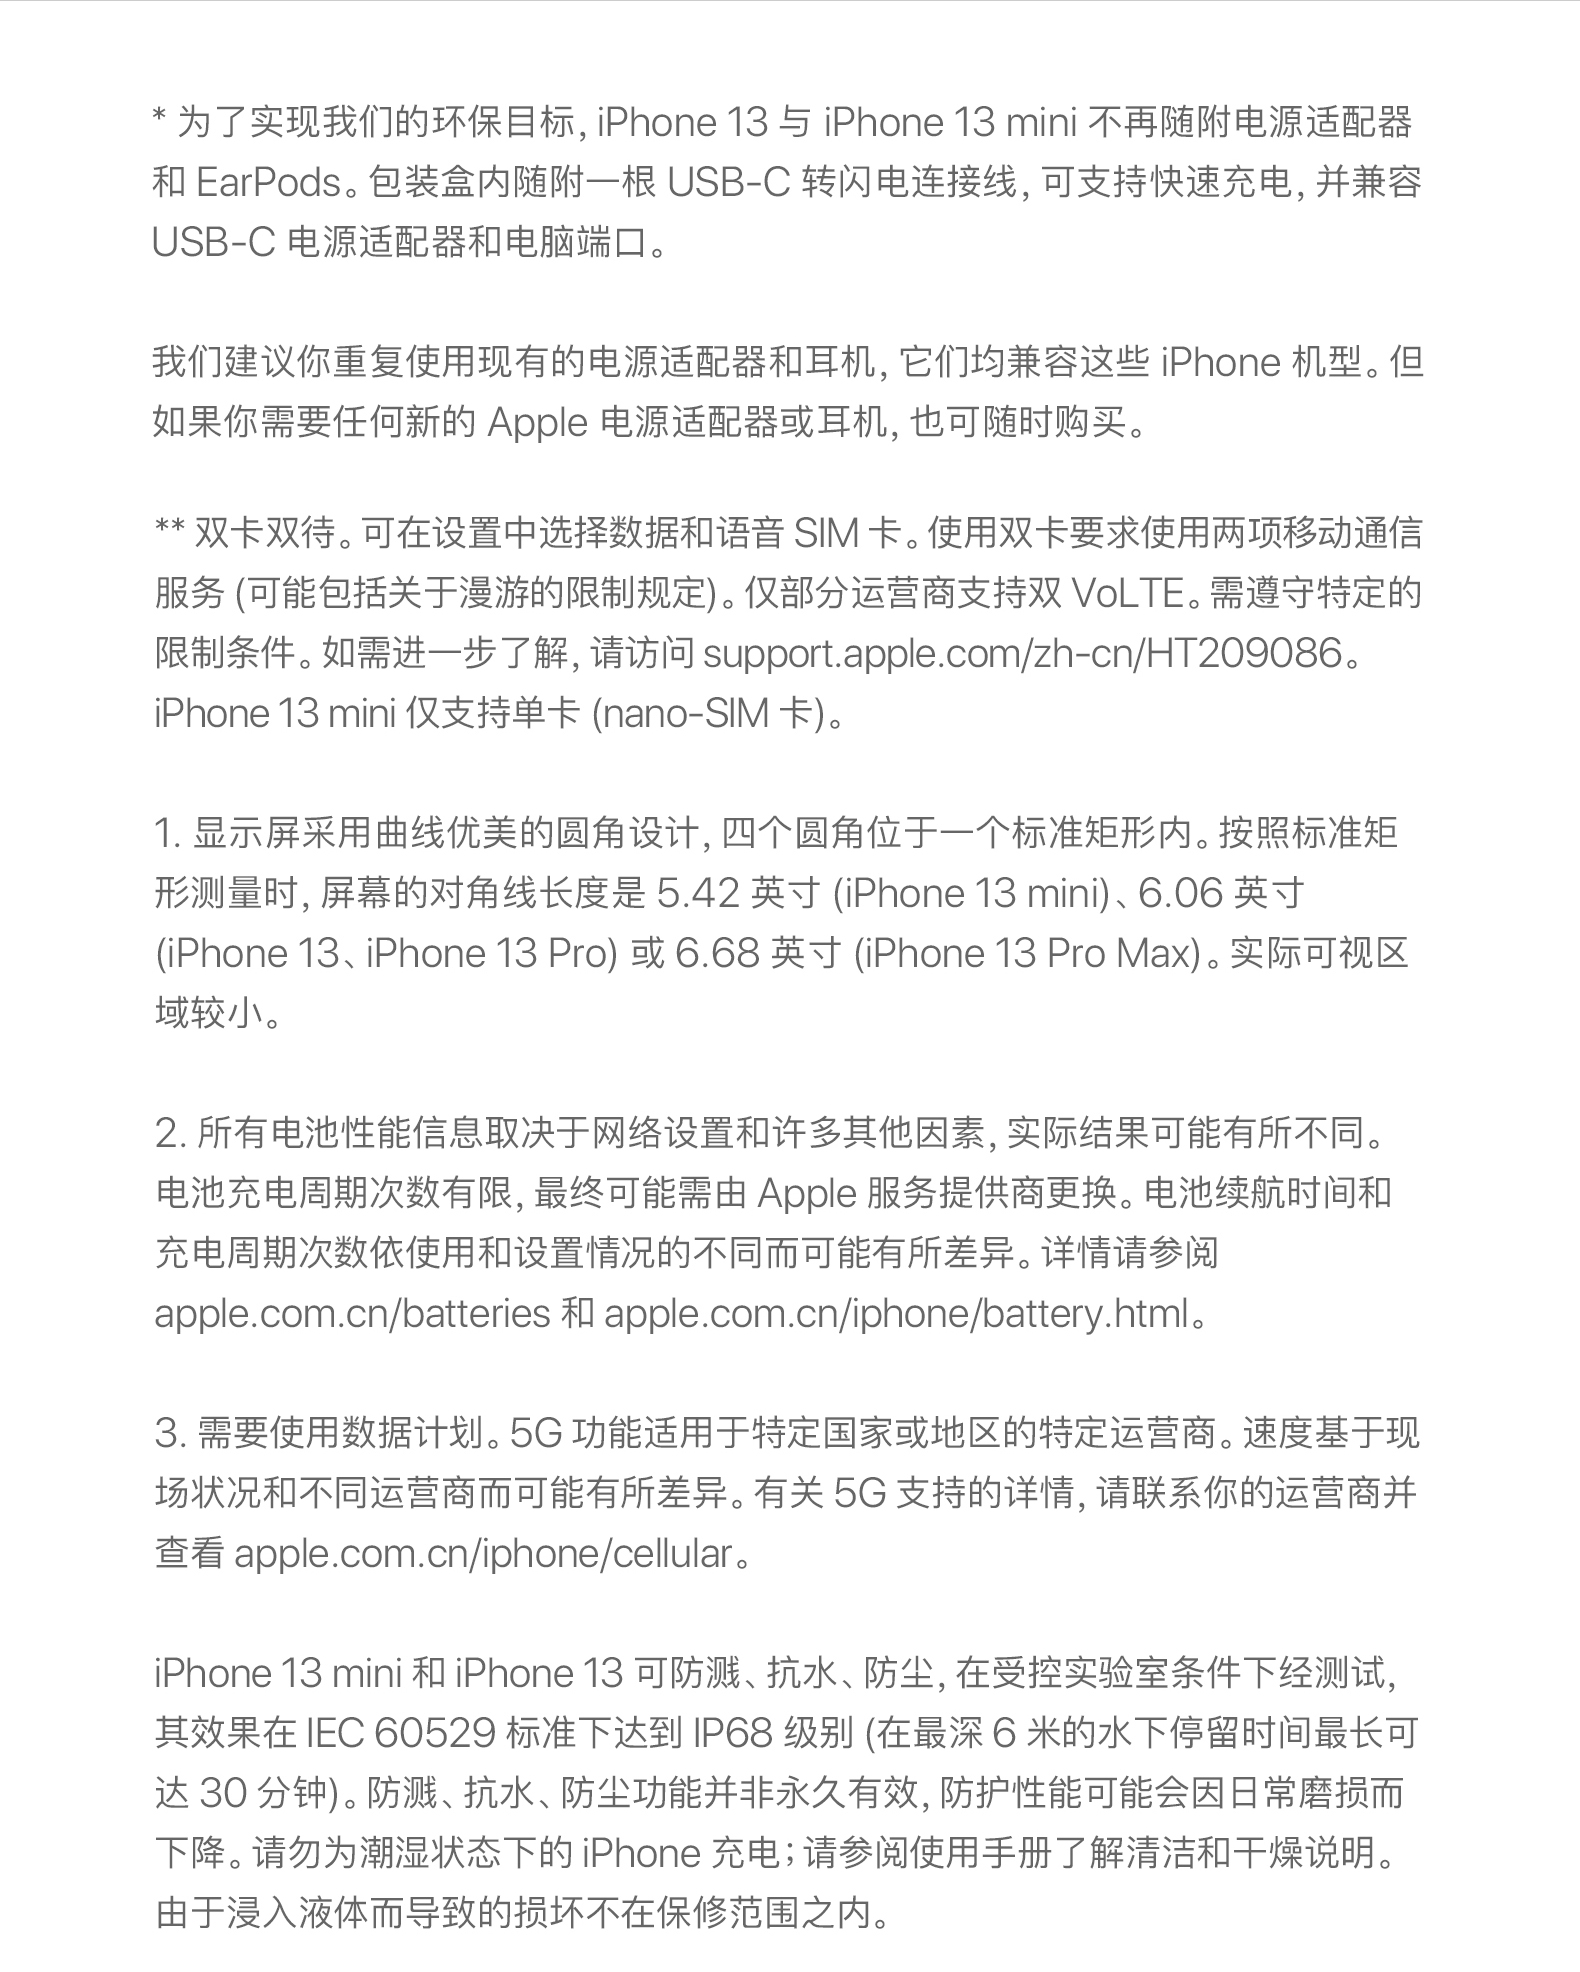 * 为了实现我们的环保目标, iPhone 13 与 iPhone 13 mini 不再随附电源适配器
和 EarPods。包装盒内随附一根 USB-C 转闪电连接线, 可支持快速充电, 并兼容
USB-C 电源适配器和电脑端口。
我们建议你重复使用现有的电源适配器和耳机, 它们均兼容这些 iPhone 机型。但
如果你需要任何新的 Apple 电源适配器或耳机, 也可随时购买。
** 双卡双待。可在设置中选择数据和语音 SIM 卡。使用双卡要求使用两项移动通信
服务 (可能包括关于漫游的限制规定)。仅部分运营商支持双 VoLTE。需遵守特定的
限制条件。如需进一步了解, 请访问 support.apple.com/zh-cn/HT209086。
iPhone 13 mini 仅支持单卡 (nano-SIM 卡)。
1. 显示屏采用曲线优美的圆角设计, 四个圆角位于一个标准矩形内。按照标准矩
形测量时, 屏幕的对角线长度是 5.42 英寸 (iPhone 13 mini)、6.06 英寸
(iPhone 13、iPhone 13 Pro) 或 6.68 英寸 (iPhone 13 Pro Max)。实际可视区
域较小。
2. 所有电池性能信息取决于网络设置和许多其他因素, 实际结果可能有所不同。
电池充电周期次数有限, 最终可能需由 Apple 服务提供商更换。电池续航时间和
充电周期次数依使用和设置情况的不同而可能有所差异。详情请参阅
apple.com.cn/batteries 和 apple.com.cn/iphone/battery.html。
3. 需要使用数据计划。5G 功能适用于特定国家或地区的特定运营商。速度基于现
场状况和不同运营商而可能有所差异。有关 5G 支持的详情, 请联系你的运营商并
查看 apple.com.cn/iphone/cellular。
iPhone 13 mini 和 iPhone 13 可防溅、抗水、防尘, 在受控实验室条件下经测试,
其效果在 IEC 60529 标准下达到 IP68 级别 (在最深 6 米的水下停留时间最长可
达 30 分钟)。防溅、抗水、防尘功能并非永久有效, 防护性能可能会因日常磨损而
下降。请勿为潮湿状态下的 iPhone 充电; 请参阅使用手册了解清洁和干燥说明。
由于浸入液体而导致的损坏不在保修范围之内。